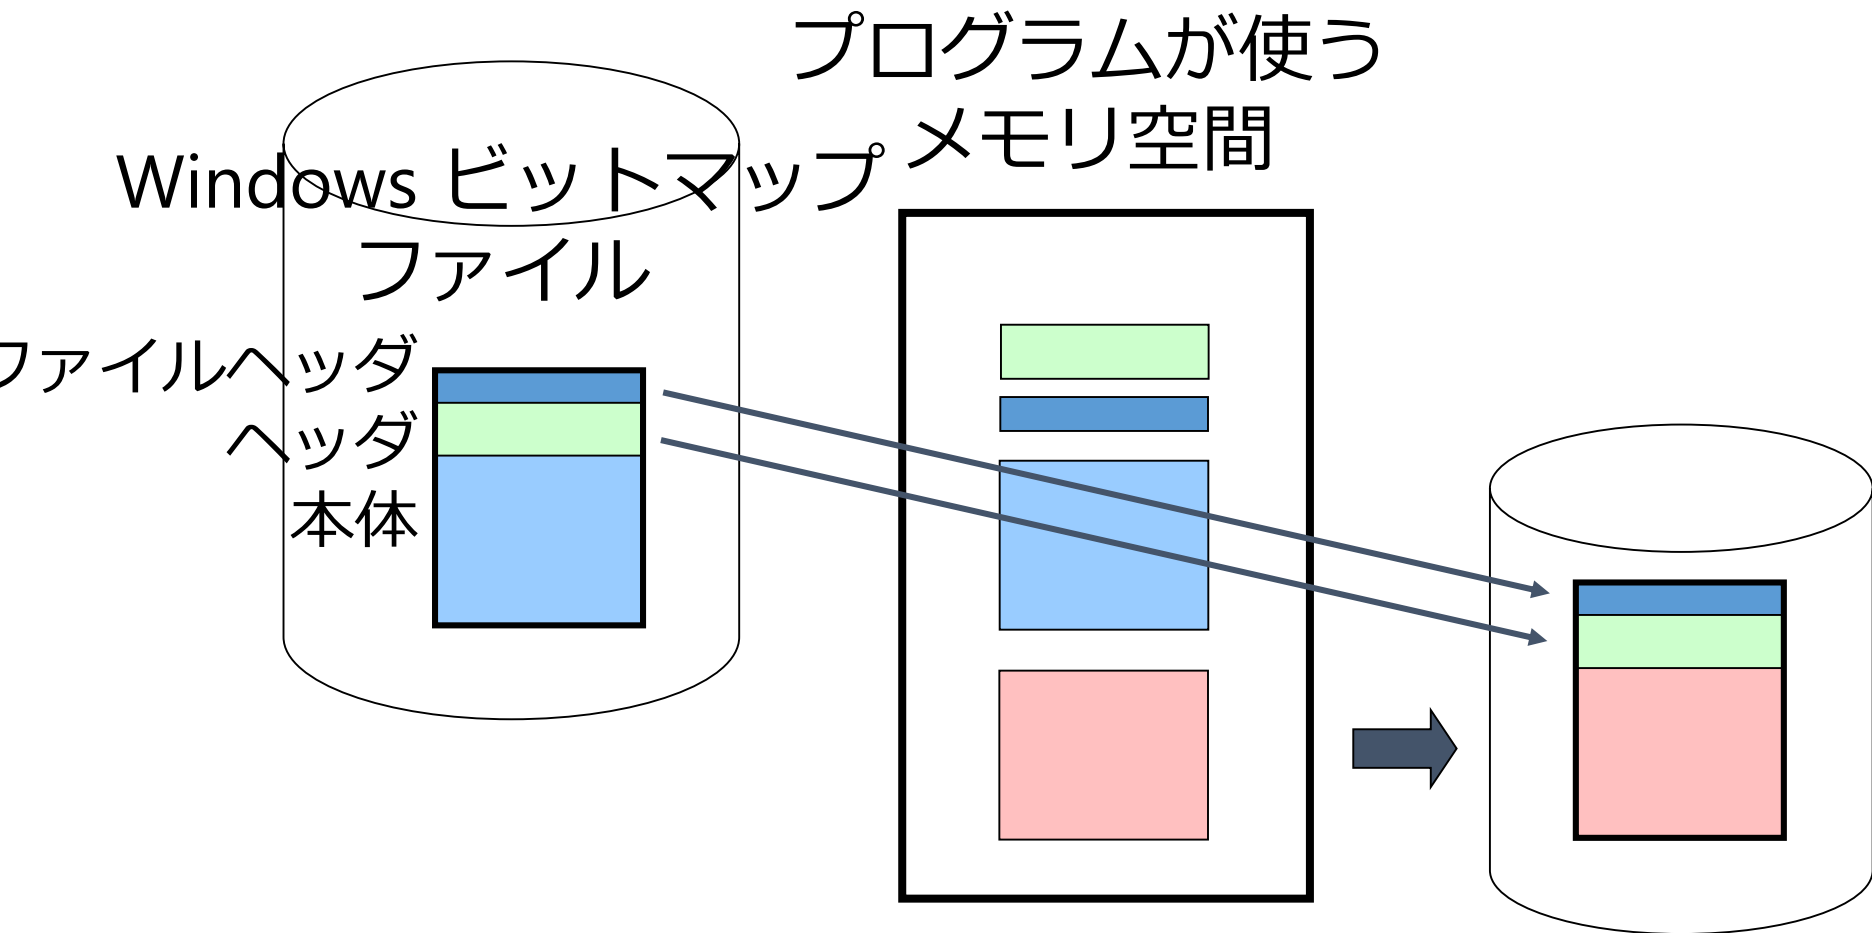 プログラムが使う
メモリ空間
Windows ビットマップ
ファイル
ファイルヘッダ
ヘッダ
本体